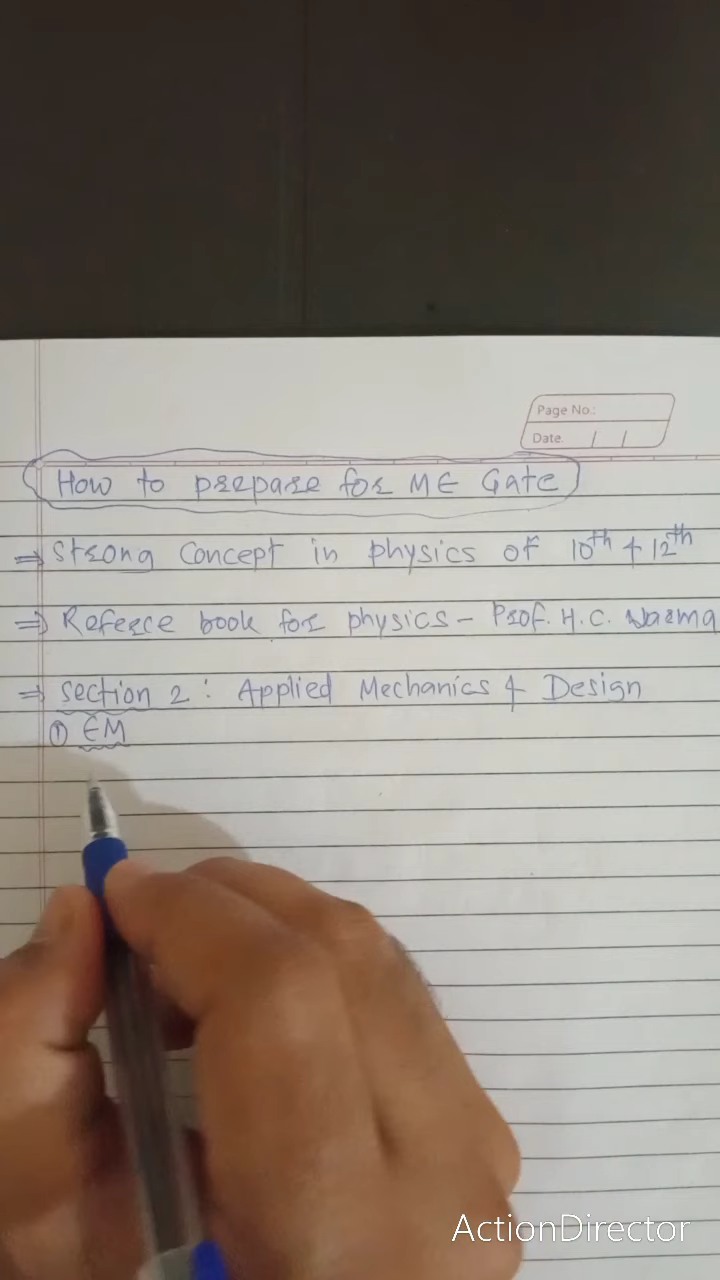 Page No.:
Date. / /
How to prepare for ME Gate
⇒ Strong Concept in physics of 10th & 12th
⇒ Referce book for physics - Prof. H.C. Varma
⇒ Section 2 : Applied Mechanics & Design
① EM
ActionDirector